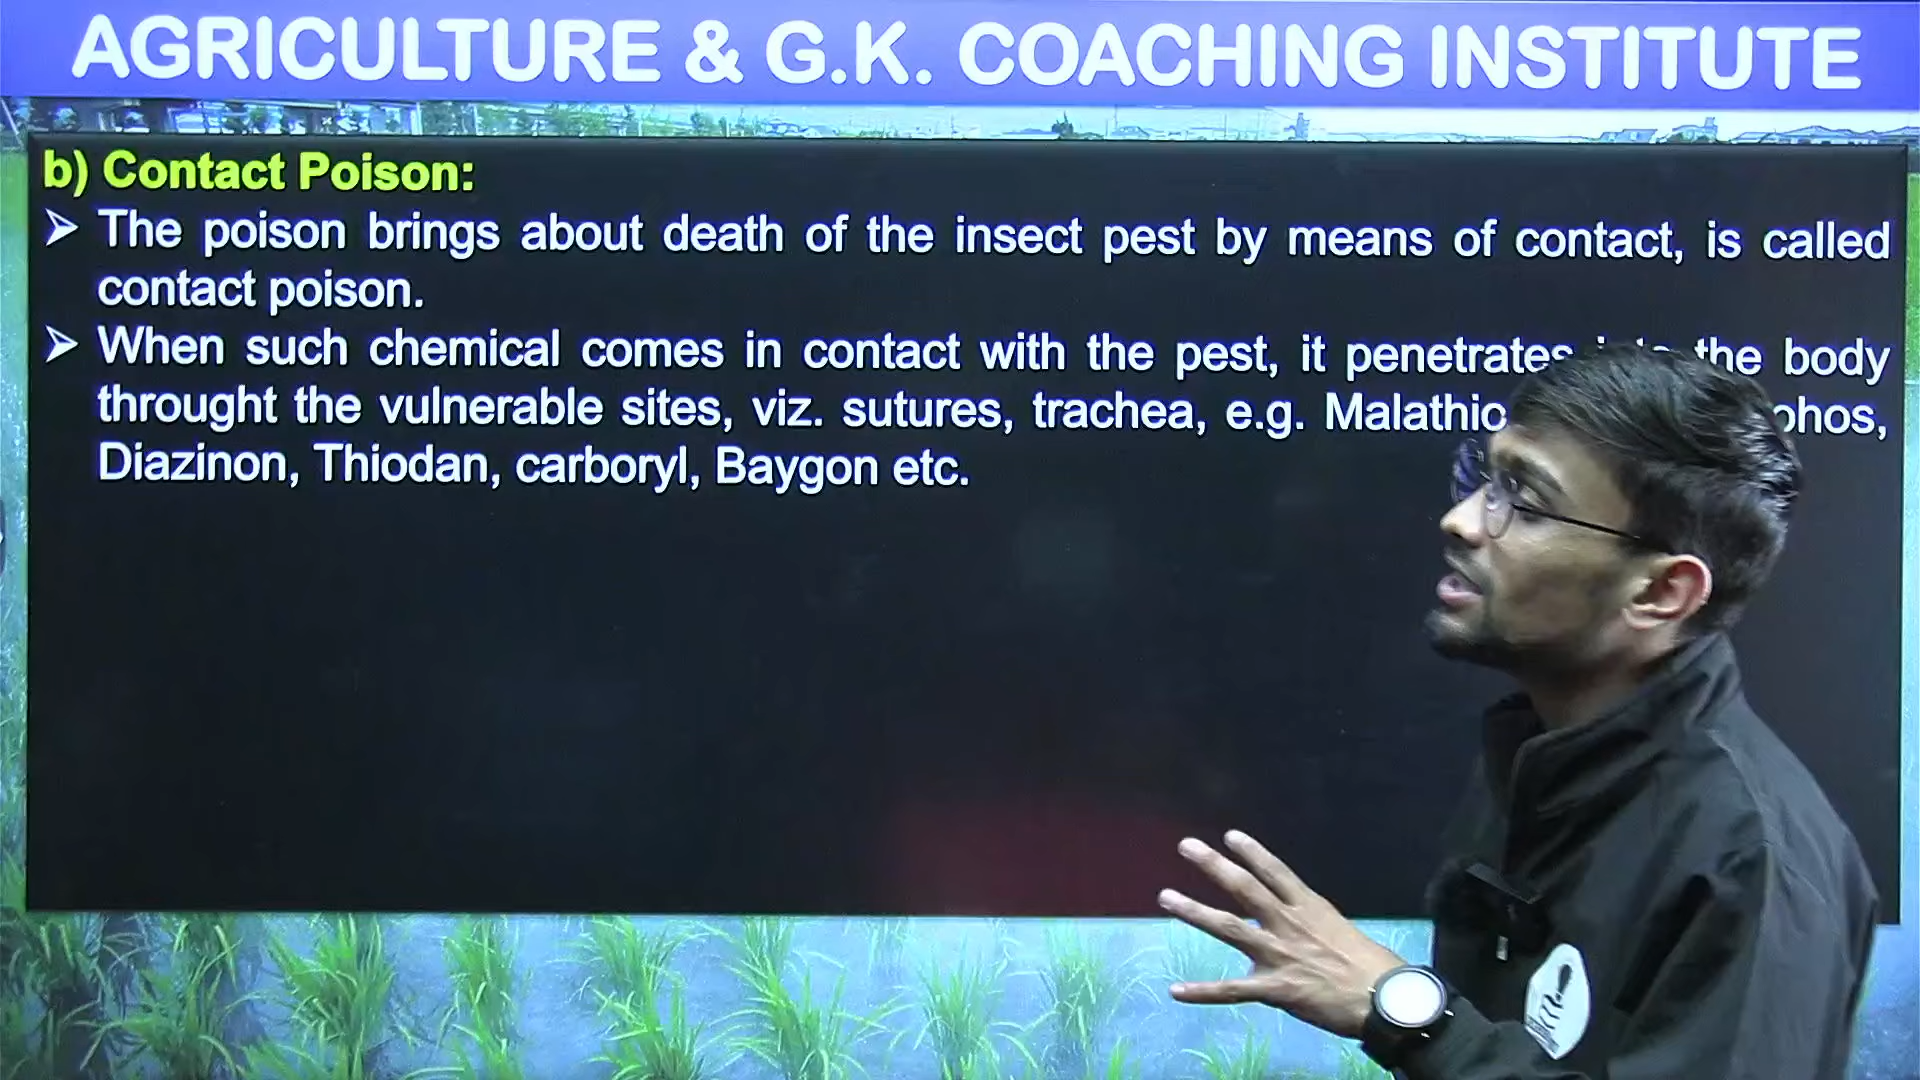 AGRICULTURE & G.K. COACHING INSTITUTE
b) Contact Poison:
➢ The poison brings about death of the insect pest by means of contact, is called
contact poison.
➢ When such chemical comes in contact with the pest, it penetrates the body
throught the vulnerable sites, viz. sutures, trachea, e.g.
Diazinon, Thiodan, carboryl, Baygon etc.